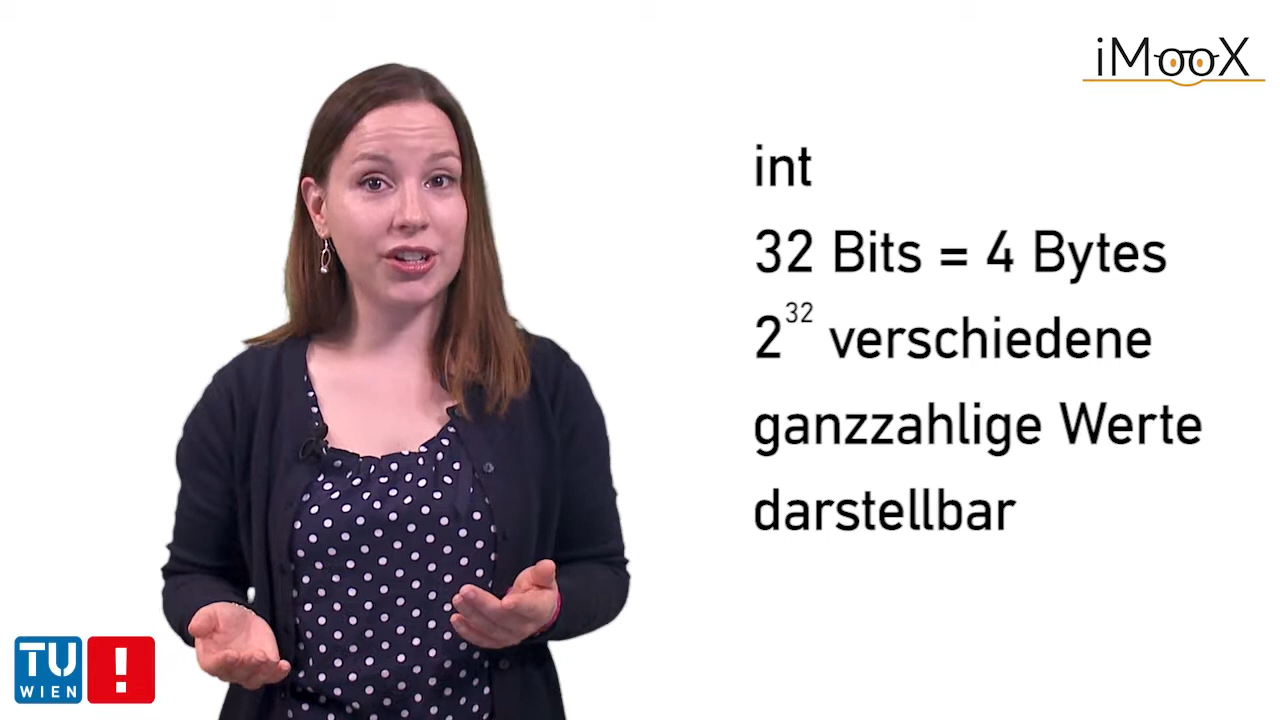 iMooX
int
32 Bits = 4 Bytes
2³² verschiedene
ganzzahlige Werte
darstellbar
TU
WIEN
!